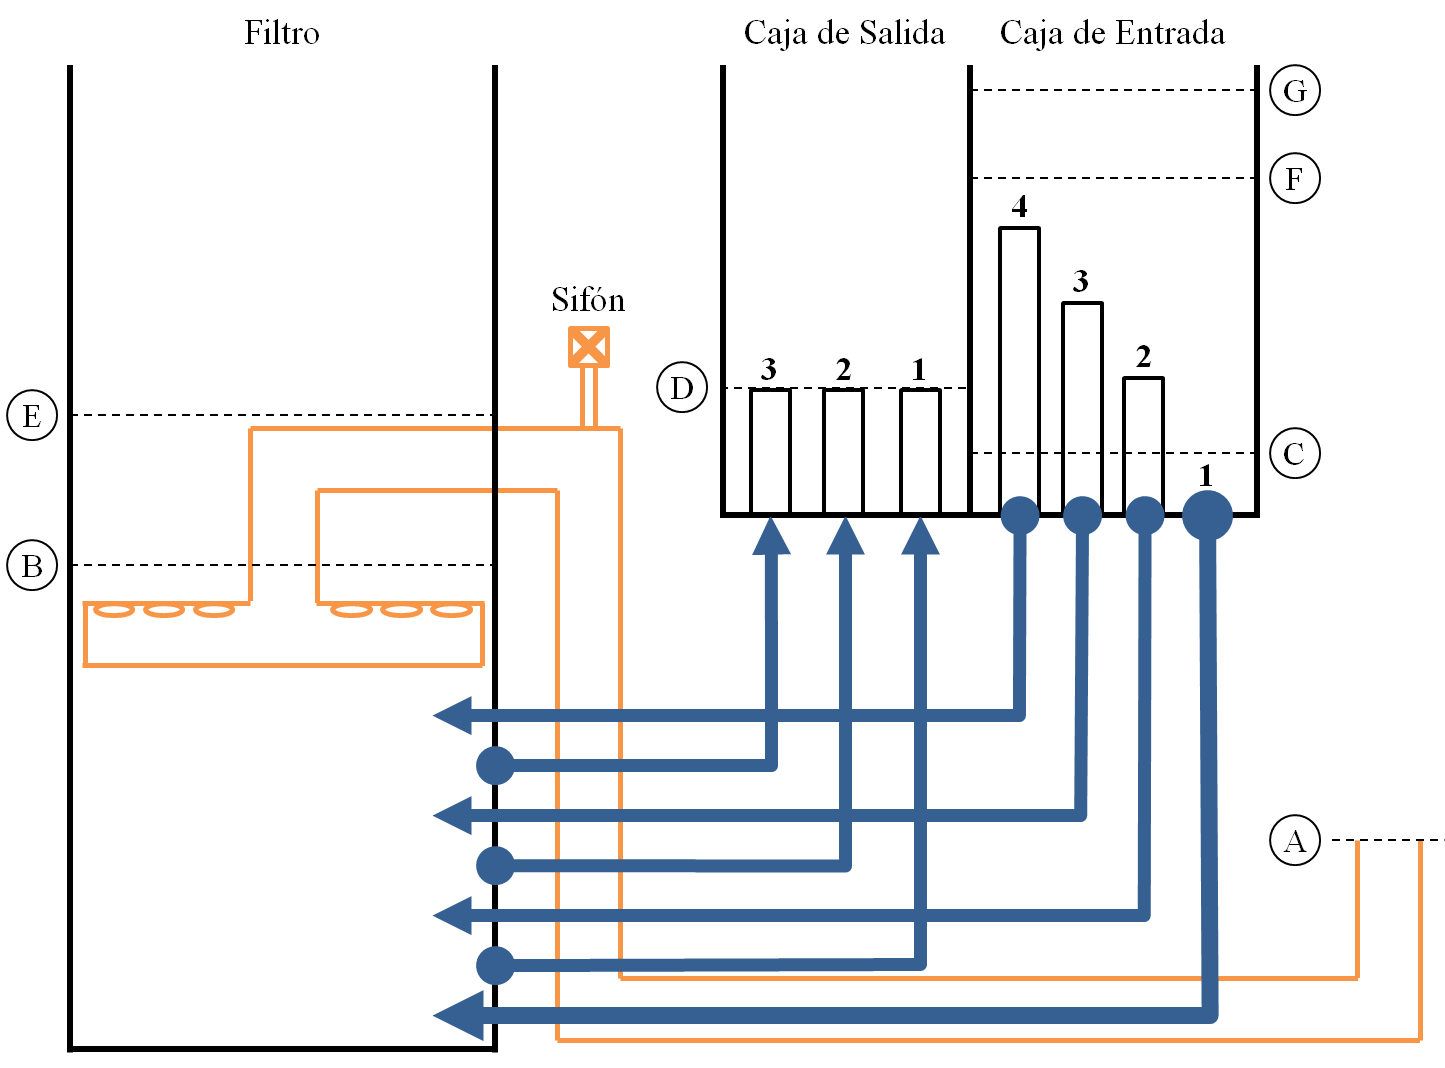 Filtro
Caja de Salida
Caja de Entrada
G
F
4
3
Sifón
2
3
2
1
D
E
C
1
B
A